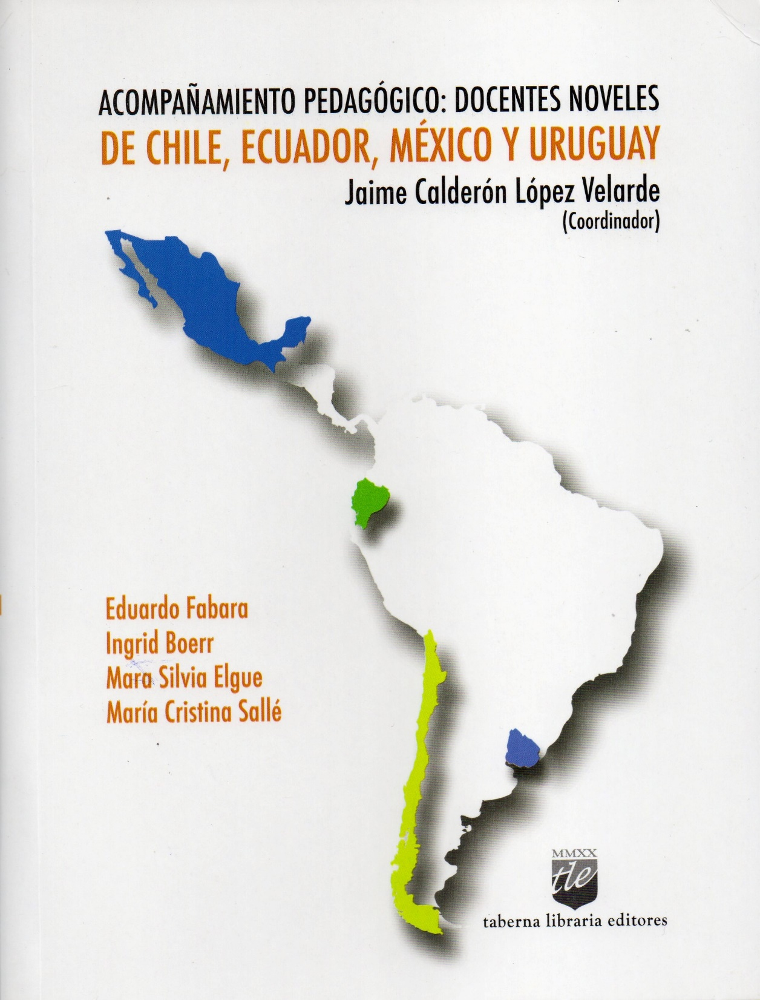 ACOMPAÑAMIENTO PEDAGÓGICO: DOCENTES NOVELES
DE CHILE, ECUADOR, MÉXICO Y URUGUAY
Jaime Calderón López Velarde
(Coordinador)
Eduardo Fabara
Ingrid Boerr
Mara Silvia Elgue
María Cristina Sallé
MMXX
tle
taberna libraria editores